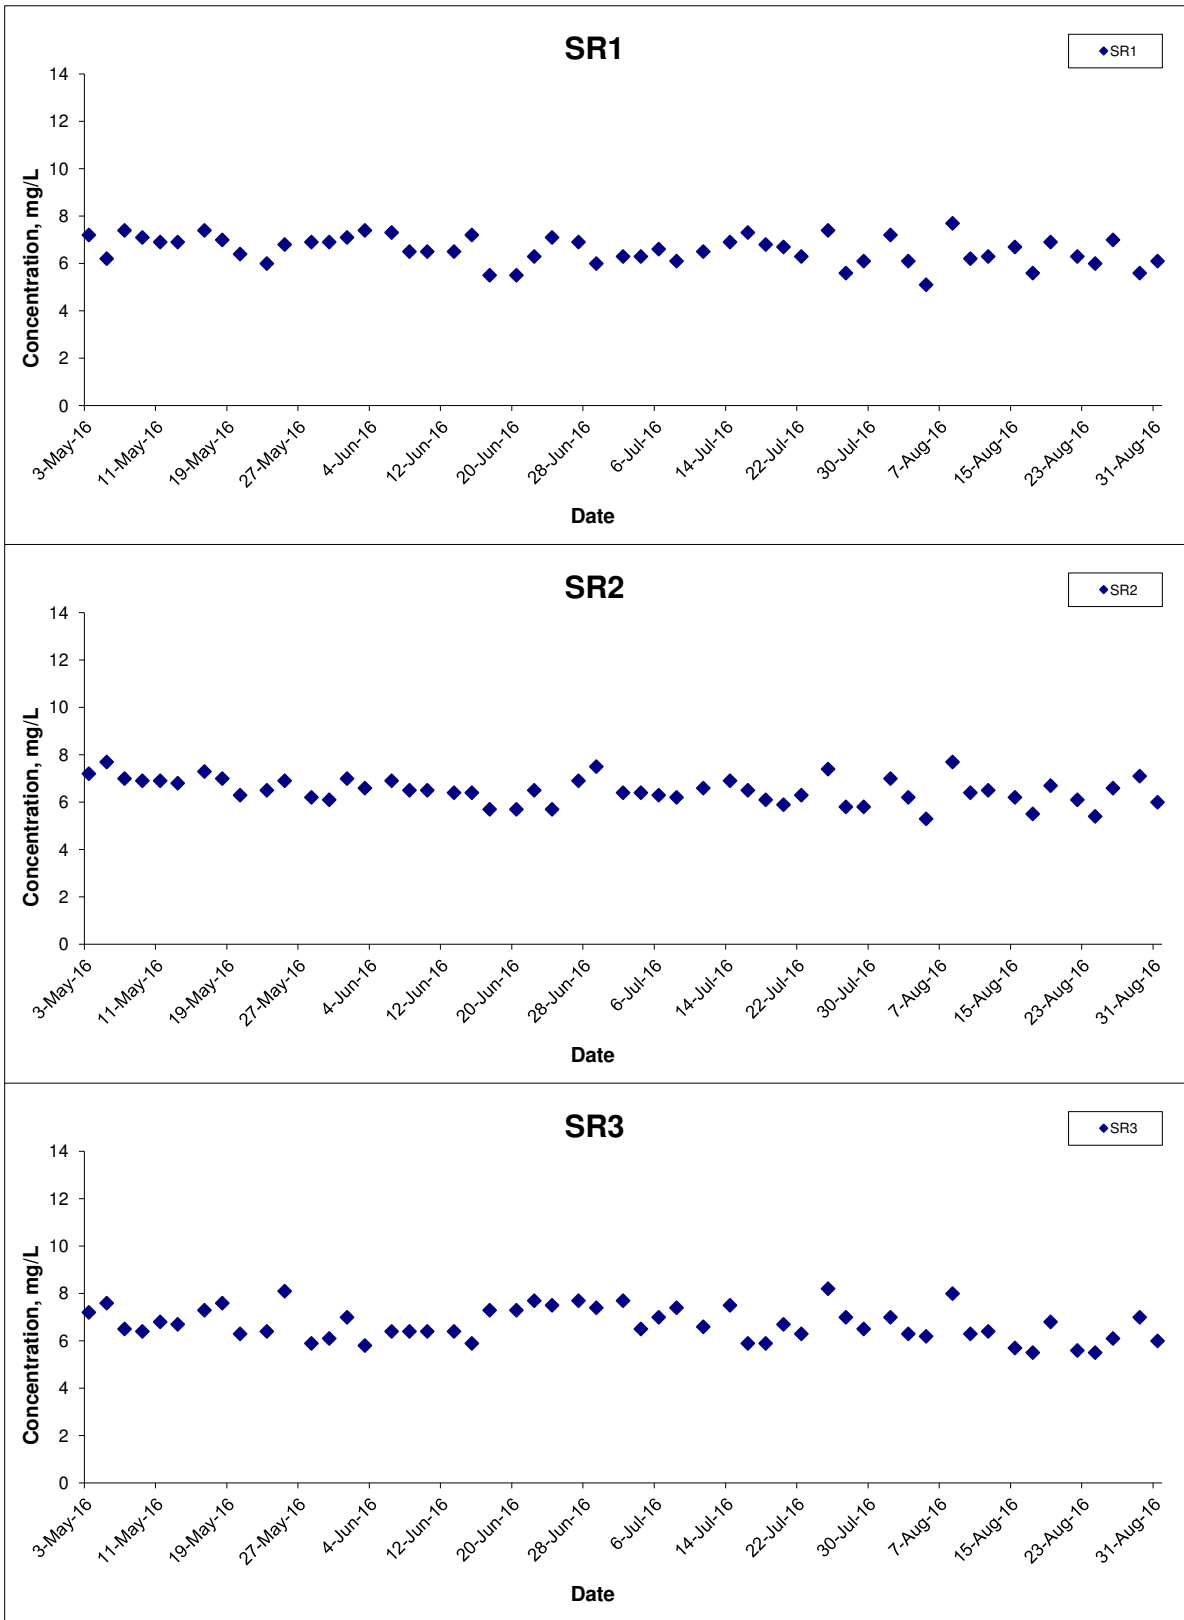 SR1
SR1
14
12
10
8
6
4
2
0
Concentration, mg/L
3-May-16
11-May-16
19-May-16
27-May-16
4-Jun-16
12-Jun-16
20-Jun-16
28-Jun-16
6-Jul-16
14-Jul-16
22-Jul-16
30-Jul-16
7-Aug-16
15-Aug-16
23-Aug-16
31-Aug-16
Date
SR2
SR2
14
12
10
8
6
4
2
0
Concentration, mg/L
3-May-16
11-May-16
19-May-16
27-May-16
4-Jun-16
12-Jun-16
20-Jun-16
28-Jun-16
6-Jul-16
14-Jul-16
22-Jul-16
30-Jul-16
7-Aug-16
15-Aug-16
23-Aug-16
31-Aug-16
Date
SR3
SR3
14
12
10
8
6
4
2
0
Concentration, mg/L
3-May-16
11-May-16
19-May-16
27-May-16
4-Jun-16
12-Jun-16
20-Jun-16
28-Jun-16
6-Jul-16
14-Jul-16
22-Jul-16
30-Jul-16
7-Aug-16
15-Aug-16
23-Aug-16
31-Aug-16
Date